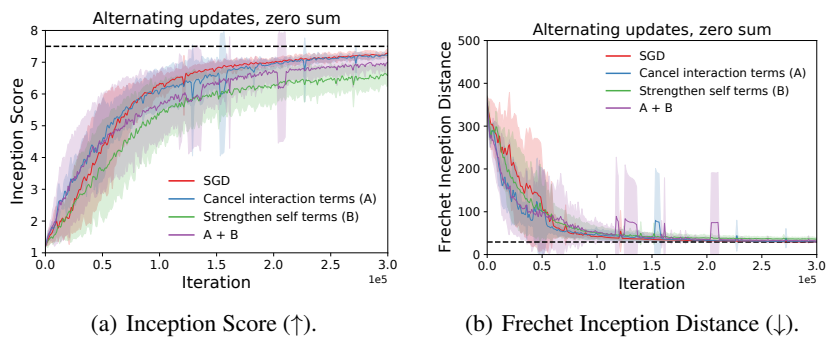 Alternating updates, zero sum
8
7
6
5
4
3
2
1
Inception Score
SGD
Cancel interaction terms (A)
Strengthen self terms (B)
A + B
0.0 0.5 1.0 1.5 2.0 2.5 3.0
1e5
Iteration
(a) Inception Score (↑).
Alternating updates, zero sum
500
400
300
200
100
0
Frechet Inception Distance
SGD
Cancel interaction terms (A)
Strengthen self terms (B)
A + B
0.0 0.5 1.0 1.5 2.0 2.5 3.0
1e5
Iteration
(b) Frechet Inception Distance (↓).